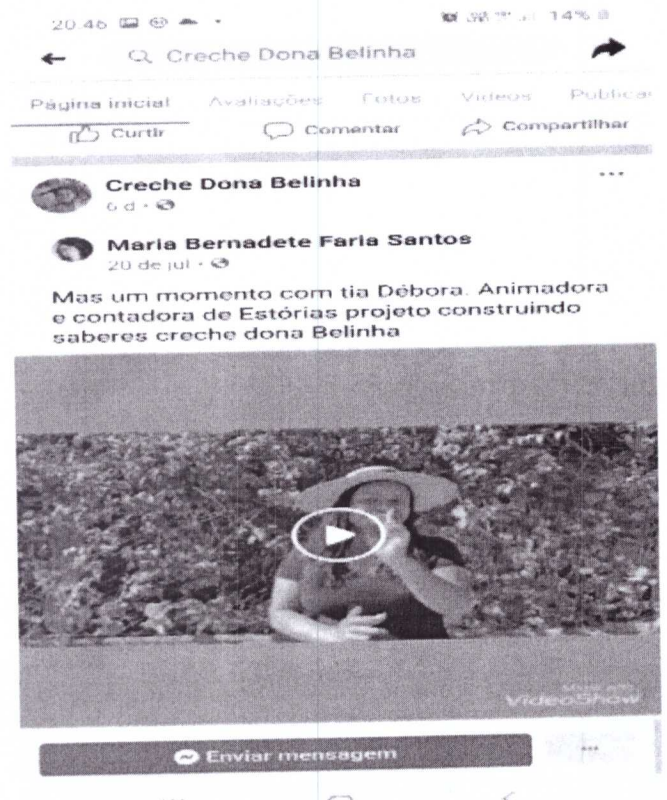 20.46 14%
Creche Dona Belinha
Página inicial Avaliações Fotos Vídeos Publica
Curtir Comentar Compartilhar
Creche Dona Belinha
6 d
Maria Bernadete Faria Santos
20 de jul
Mas um momento com tia Débora. Animadora
e contadora de Estórias projeto construindo
saberes creche dona Belinha
VideoShow
Enviar mensagem